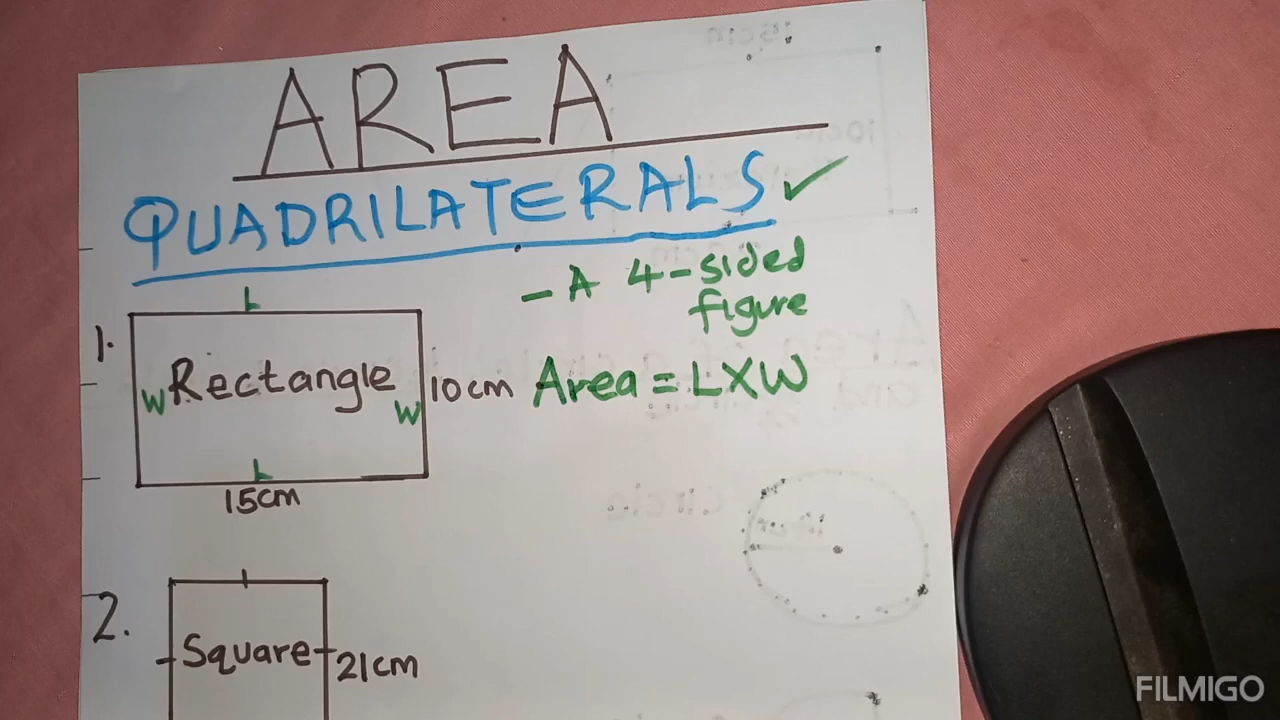 AREA
QUADRILATERALS ✓
- A 4-sided
figure
L
1.
W Rectangle W 10cm Area = LXW
L
15cm
2.
Square 21cm
FILMIGO